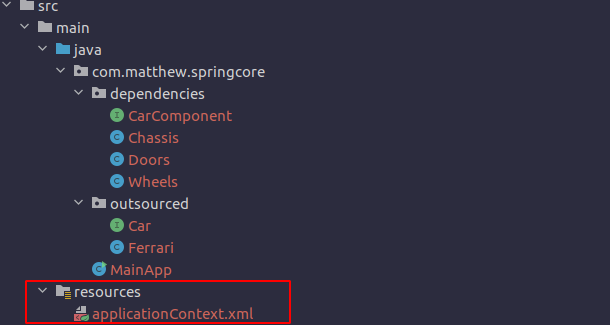 src
main
java
com.matthew.springcore
dependencies
CarComponent
Chassis
Doors
Wheels
outsourced
Car
Ferrari
MainApp
resources
applicationContext.xml